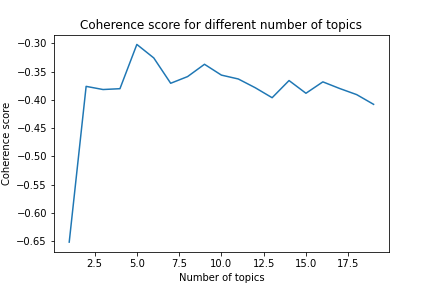 Coherence score for different number of topics
−0.30
−0.35
−0.40
−0.45
−0.50
−0.55
−0.60
−0.65
Coherence score
2.5 5.0 7.5 10.0 12.5 15.0 17.5
Number of topics